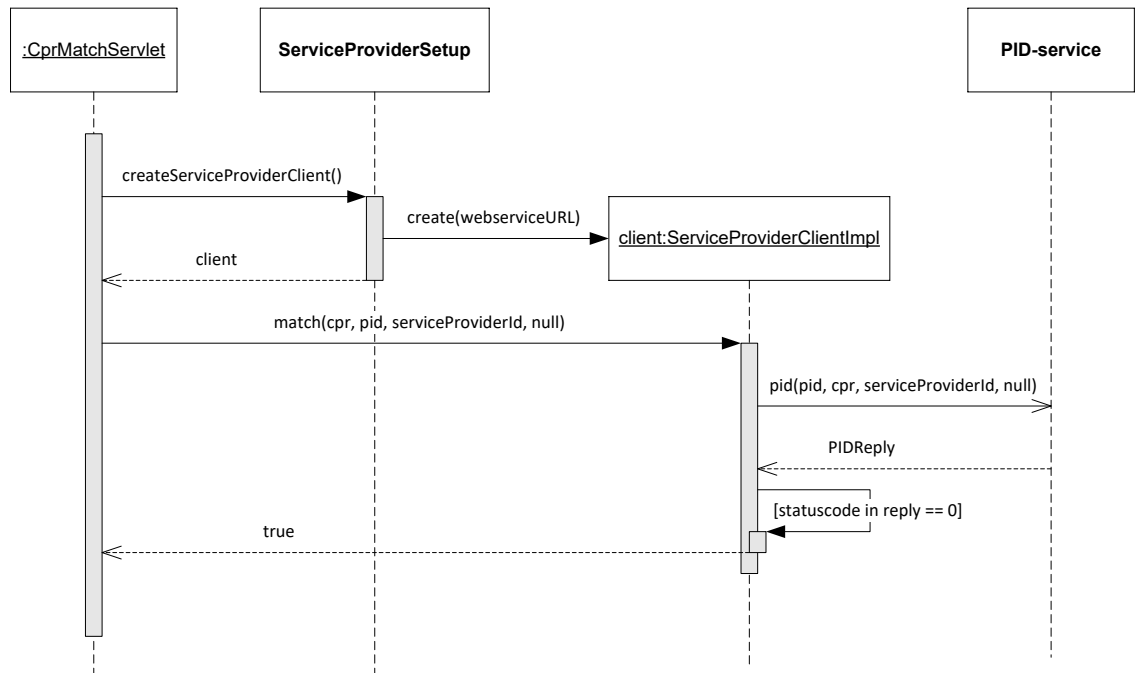 :CprMatchServlet
ServiceProviderSetup
PID-service
createServiceProviderClient()
create(webserviceURL)
client:ServiceProviderClientImpl
client
match(cpr, pid, serviceProviderId, null)
pid(pid, cpr, serviceProviderId, null)
PIDReply
[statuscode in reply == 0]
true